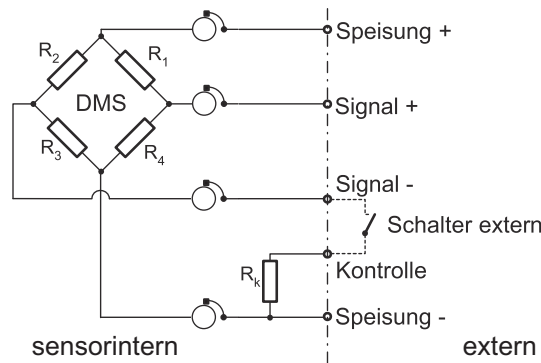 Speisung +
R2
R1
DMS
Signal +
R3
R4
Signal -
Schalter extern
Rk
Kontrolle
Speisung -
sensorintern
extern